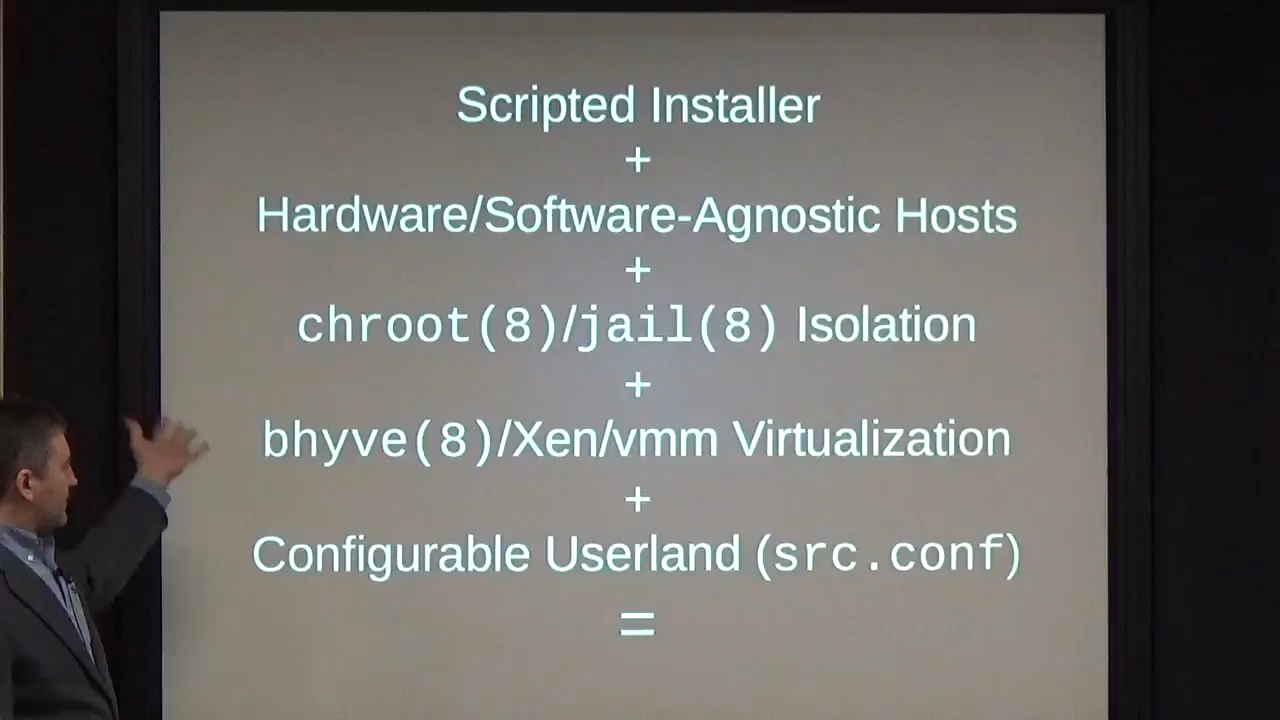 Scripted Installer
+
Hardware/Software-Agnostic Hosts
+
chroot(8)/jail(8) Isolation
+
bhyve(8)/Xen/vmm Virtualization
+
Configurable Userland (src.conf)
=